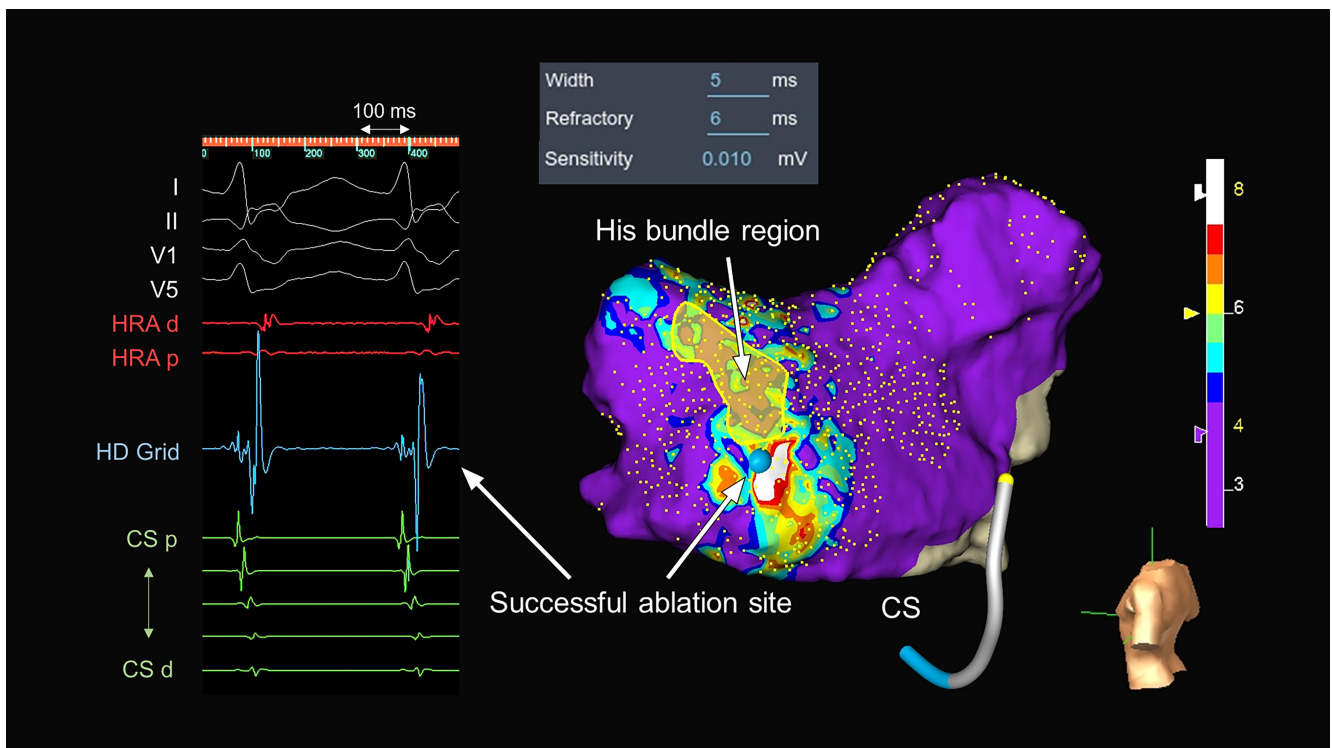 Width 5 ms
Refractory 6 ms
Sensitivity 0.010 mV
100 ms
0 100 200 300 400
I
II
V1
V5
HRA d
HRA p
HD Grid
CS p
CS d
His bundle region
Successful ablation site
CS
8
6
4
3